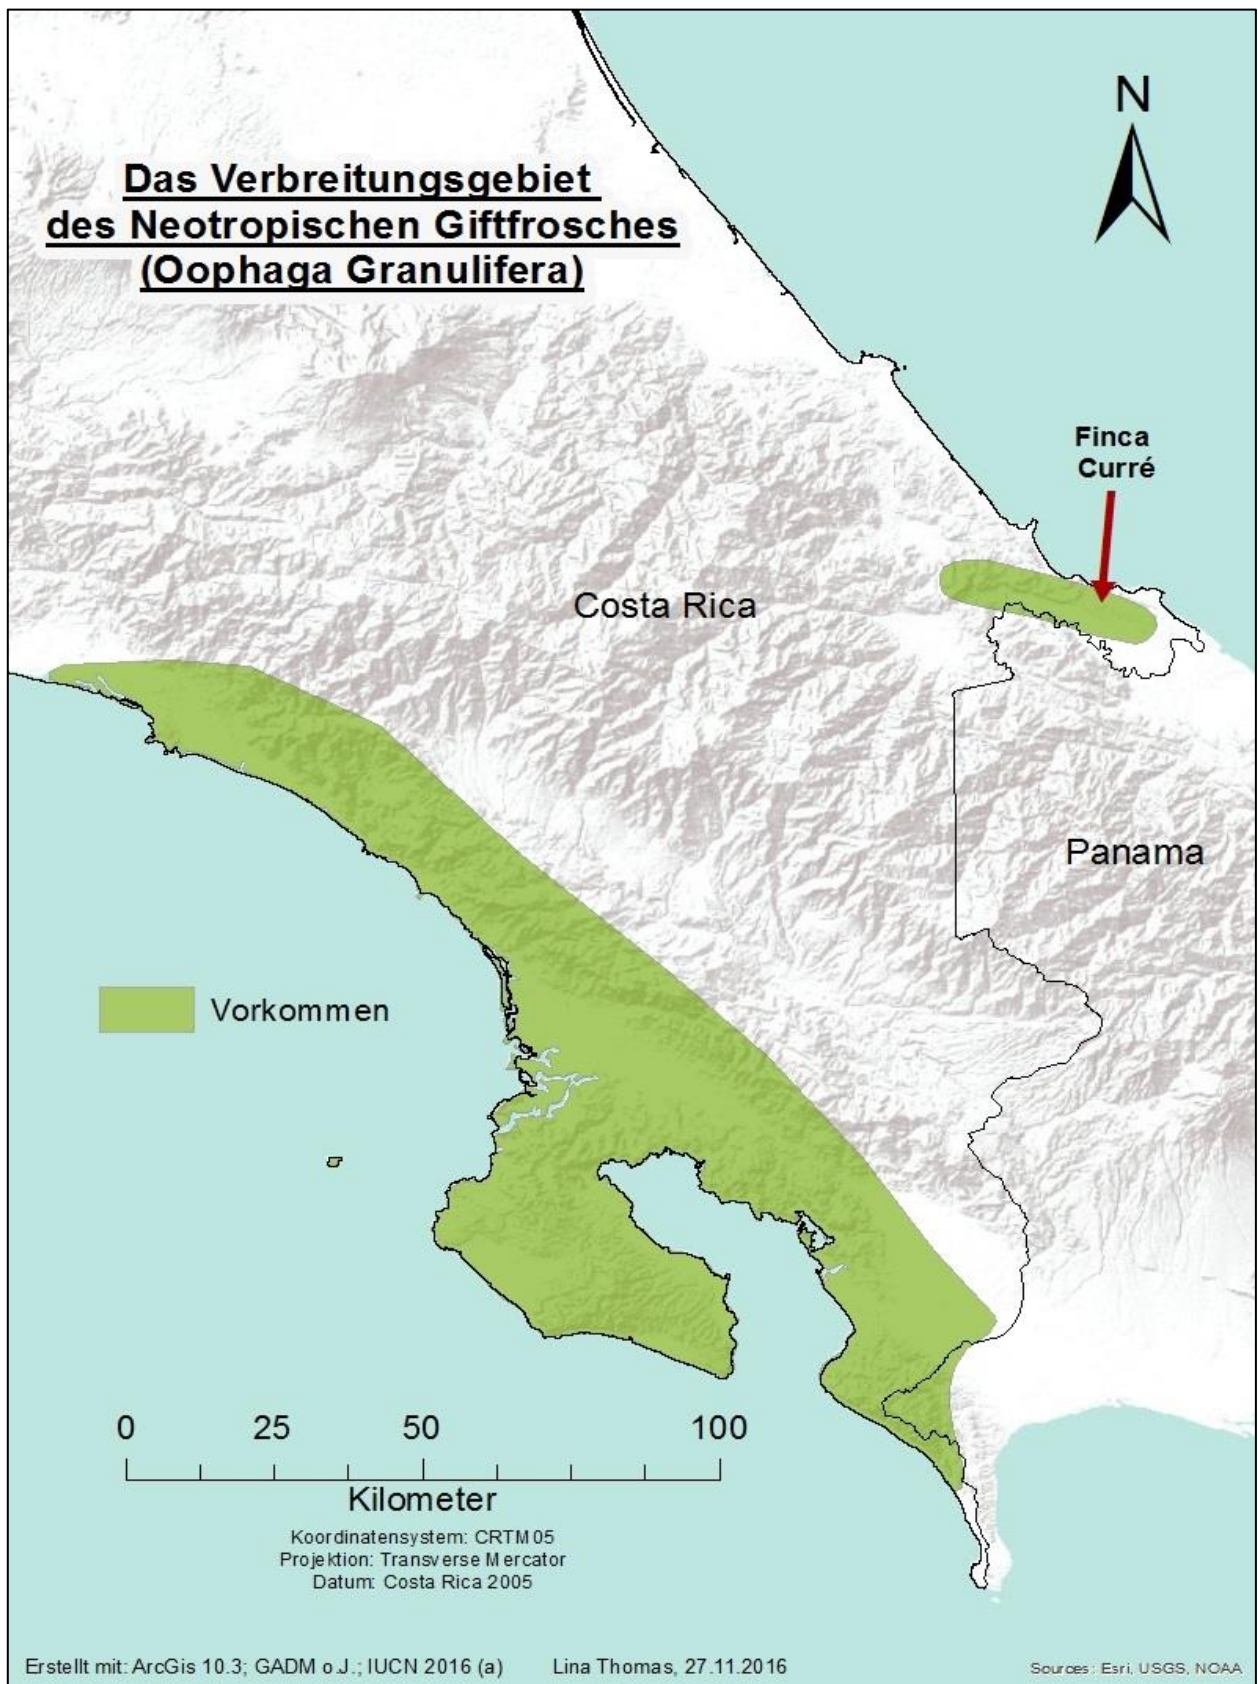 N
Das Verbreitungsgebiet
des Neotropischen Giftfrosches
(Oophaga Granulifera)
Finca
Curré
Costa Rica
Panama
Vorkommen
0 25 50 100
Kilometer
Koordinatensystem: CRTM05
Projektion: Transverse Mercator
Datum: Costa Rica 2005
Erstellt mit: ArcGis 10.3; GADM o.J.; IUCN 2016 (a) Lina Thomas, 27.11.2016 Sources: Esri, USGS, NOAA